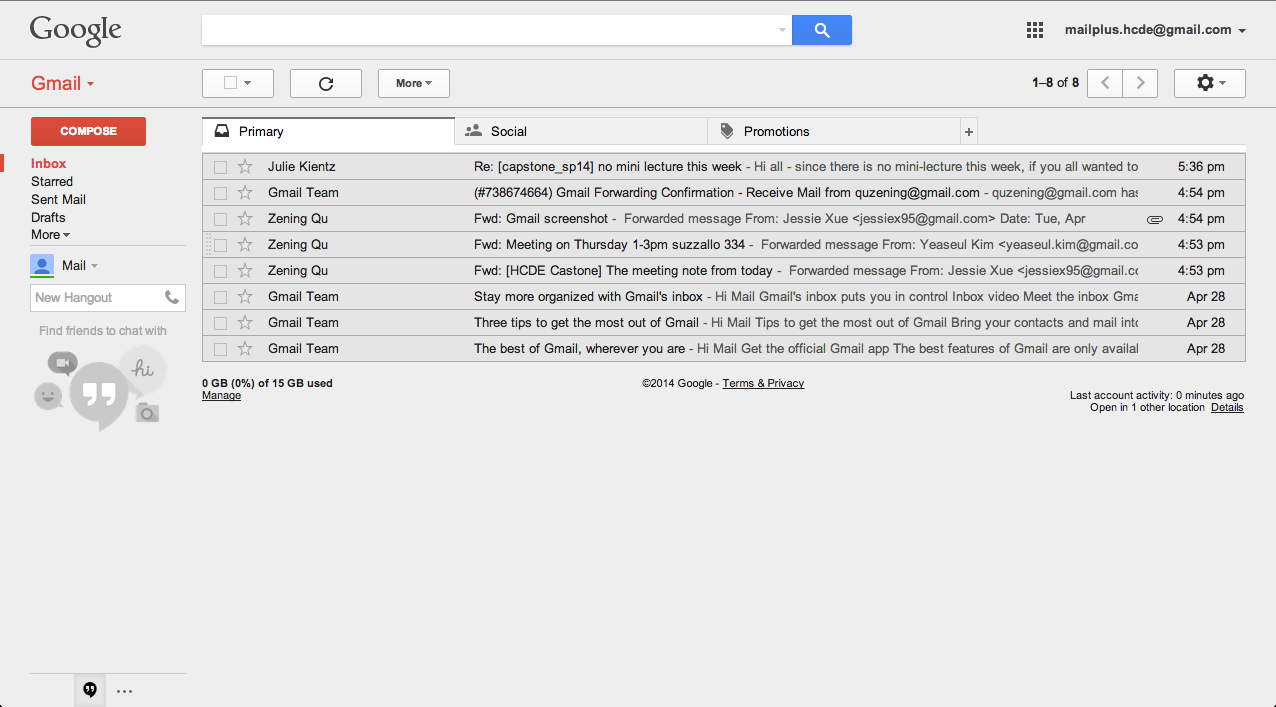 Google
mailplus.hcde@gmail.com
Gmail
More
1–8 of 8
COMPOSE
Primary
Social
Promotions
+
Inbox
Starred
Sent Mail
Drafts
More
Mail
New Hangout
Find friends to chat with
hi
Julie Kientz Re: [capstone_sp14] no mini lecture this week - Hi all - since there is no mini-lecture this week, if you all wanted to 5:36 pm
Gmail Team (#738674664) Gmail Forwarding Confirmation - Receive Mail from quzening@gmail.com - quzening@gmail.com has 4:54 pm
Zening Qu Fwd: Gmail screenshot - Forwarded message From: Jessie Xue <jessiex95@gmail.com> Date: Tue, Apr 4:54 pm
Zening Qu Fwd: Meeting on Thursday 1-3pm suzzallo 334 - Forwarded message From: Yeaseul Kim <yeaseul.kim@gmail.co 4:53 pm
Zening Qu Fwd: [HCDE Castone] The meeting note from today - Forwarded message From: Jessie Xue <jessiex95@gmail.cc 4:53 pm
Gmail Team Stay more organized with Gmail's inbox - Hi Mail Gmail's inbox puts you in control Inbox video Meet the inbox Gma Apr 28
Gmail Team Three tips to get the most out of Gmail - Hi Mail Tips to get the most out of Gmail Bring your contacts and mail into Apr 28
Gmail Team The best of Gmail, wherever you are - Hi Mail Get the official Gmail app The best features of Gmail are only availal Apr 28
0 GB (0%) of 15 GB used
Manage
©2014 Google - Terms & Privacy
Last account activity: 0 minutes ago
Open in 1 other location Details